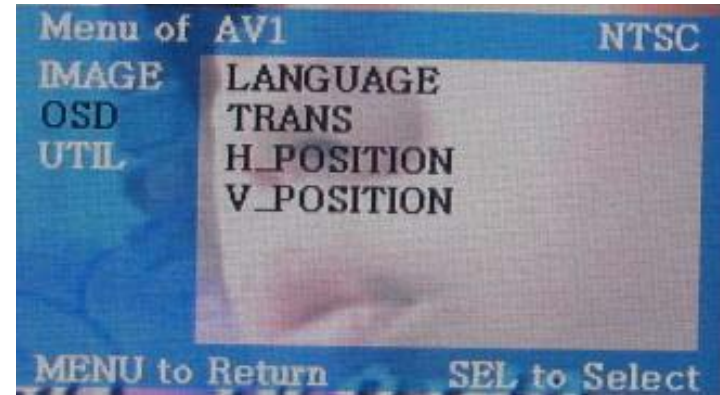 Menu of AV1 NTSC
IMAGE LANGUAGE
OSD TRANS
UTIL H_POSITION
V_POSITION
MENU to Return SEL to Select